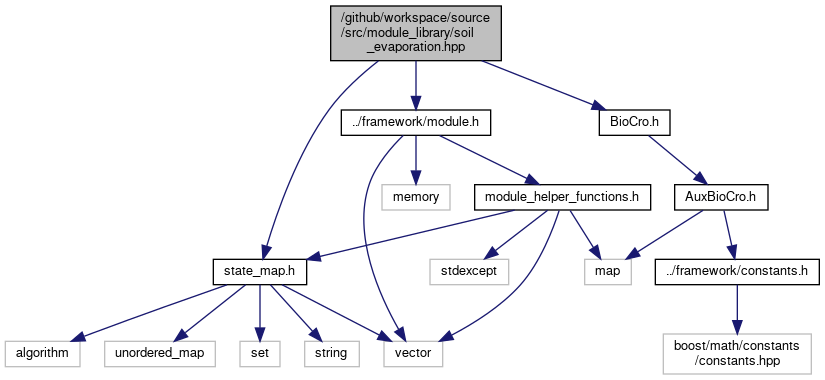 /github/workspace/source
/src/module_library/soil
_evaporation.hpp
../framework/module.h
BioCro.h
memory
module_helper_functions.h
AuxBioCro.h
state_map.h
stdexcept
map
../framework/constants.h
algorithm
unordered_map
set
string
vector
boost/math/constants
/constants.hpp